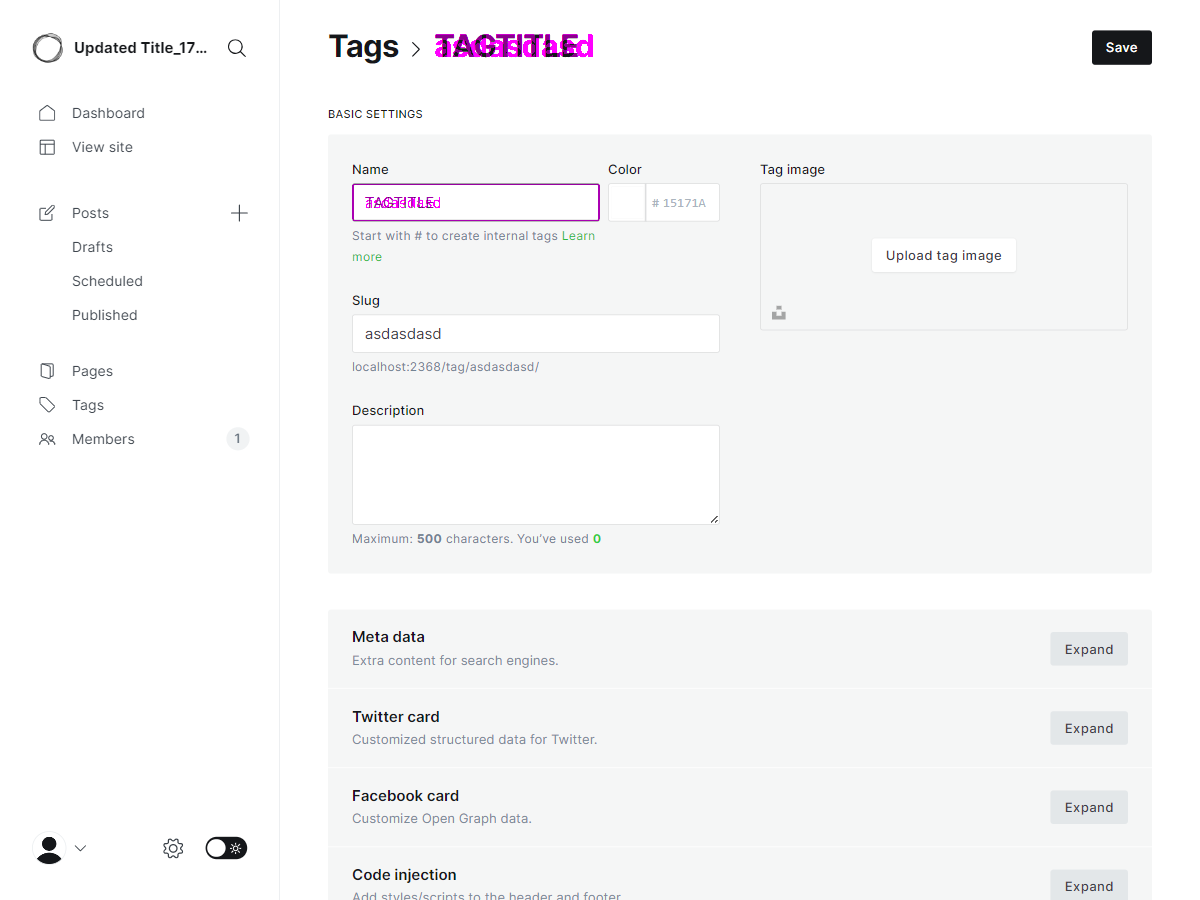 Updated Title_17...
Tags
Save
Dashboard
View site
BASIC SETTINGS
Name
Color
Tag image
# 15171A
Posts
Start with # to create internal tags Learn
more
Drafts
Upload tag image
Scheduled
Slug
Published
asdasdasd
localhost:2368/tag/asdasdasd/
Pages
Tags
Description
Members
1
Maximum: 500 characters. You've used 0
Meta data
Extra content for search engines.
Expand
Twitter card
Customized structured data for Twitter.
Expand
Facebook card
Customize Open Graph data.
Expand
Code injection
Add styles/scripts to the header and footer
Expand